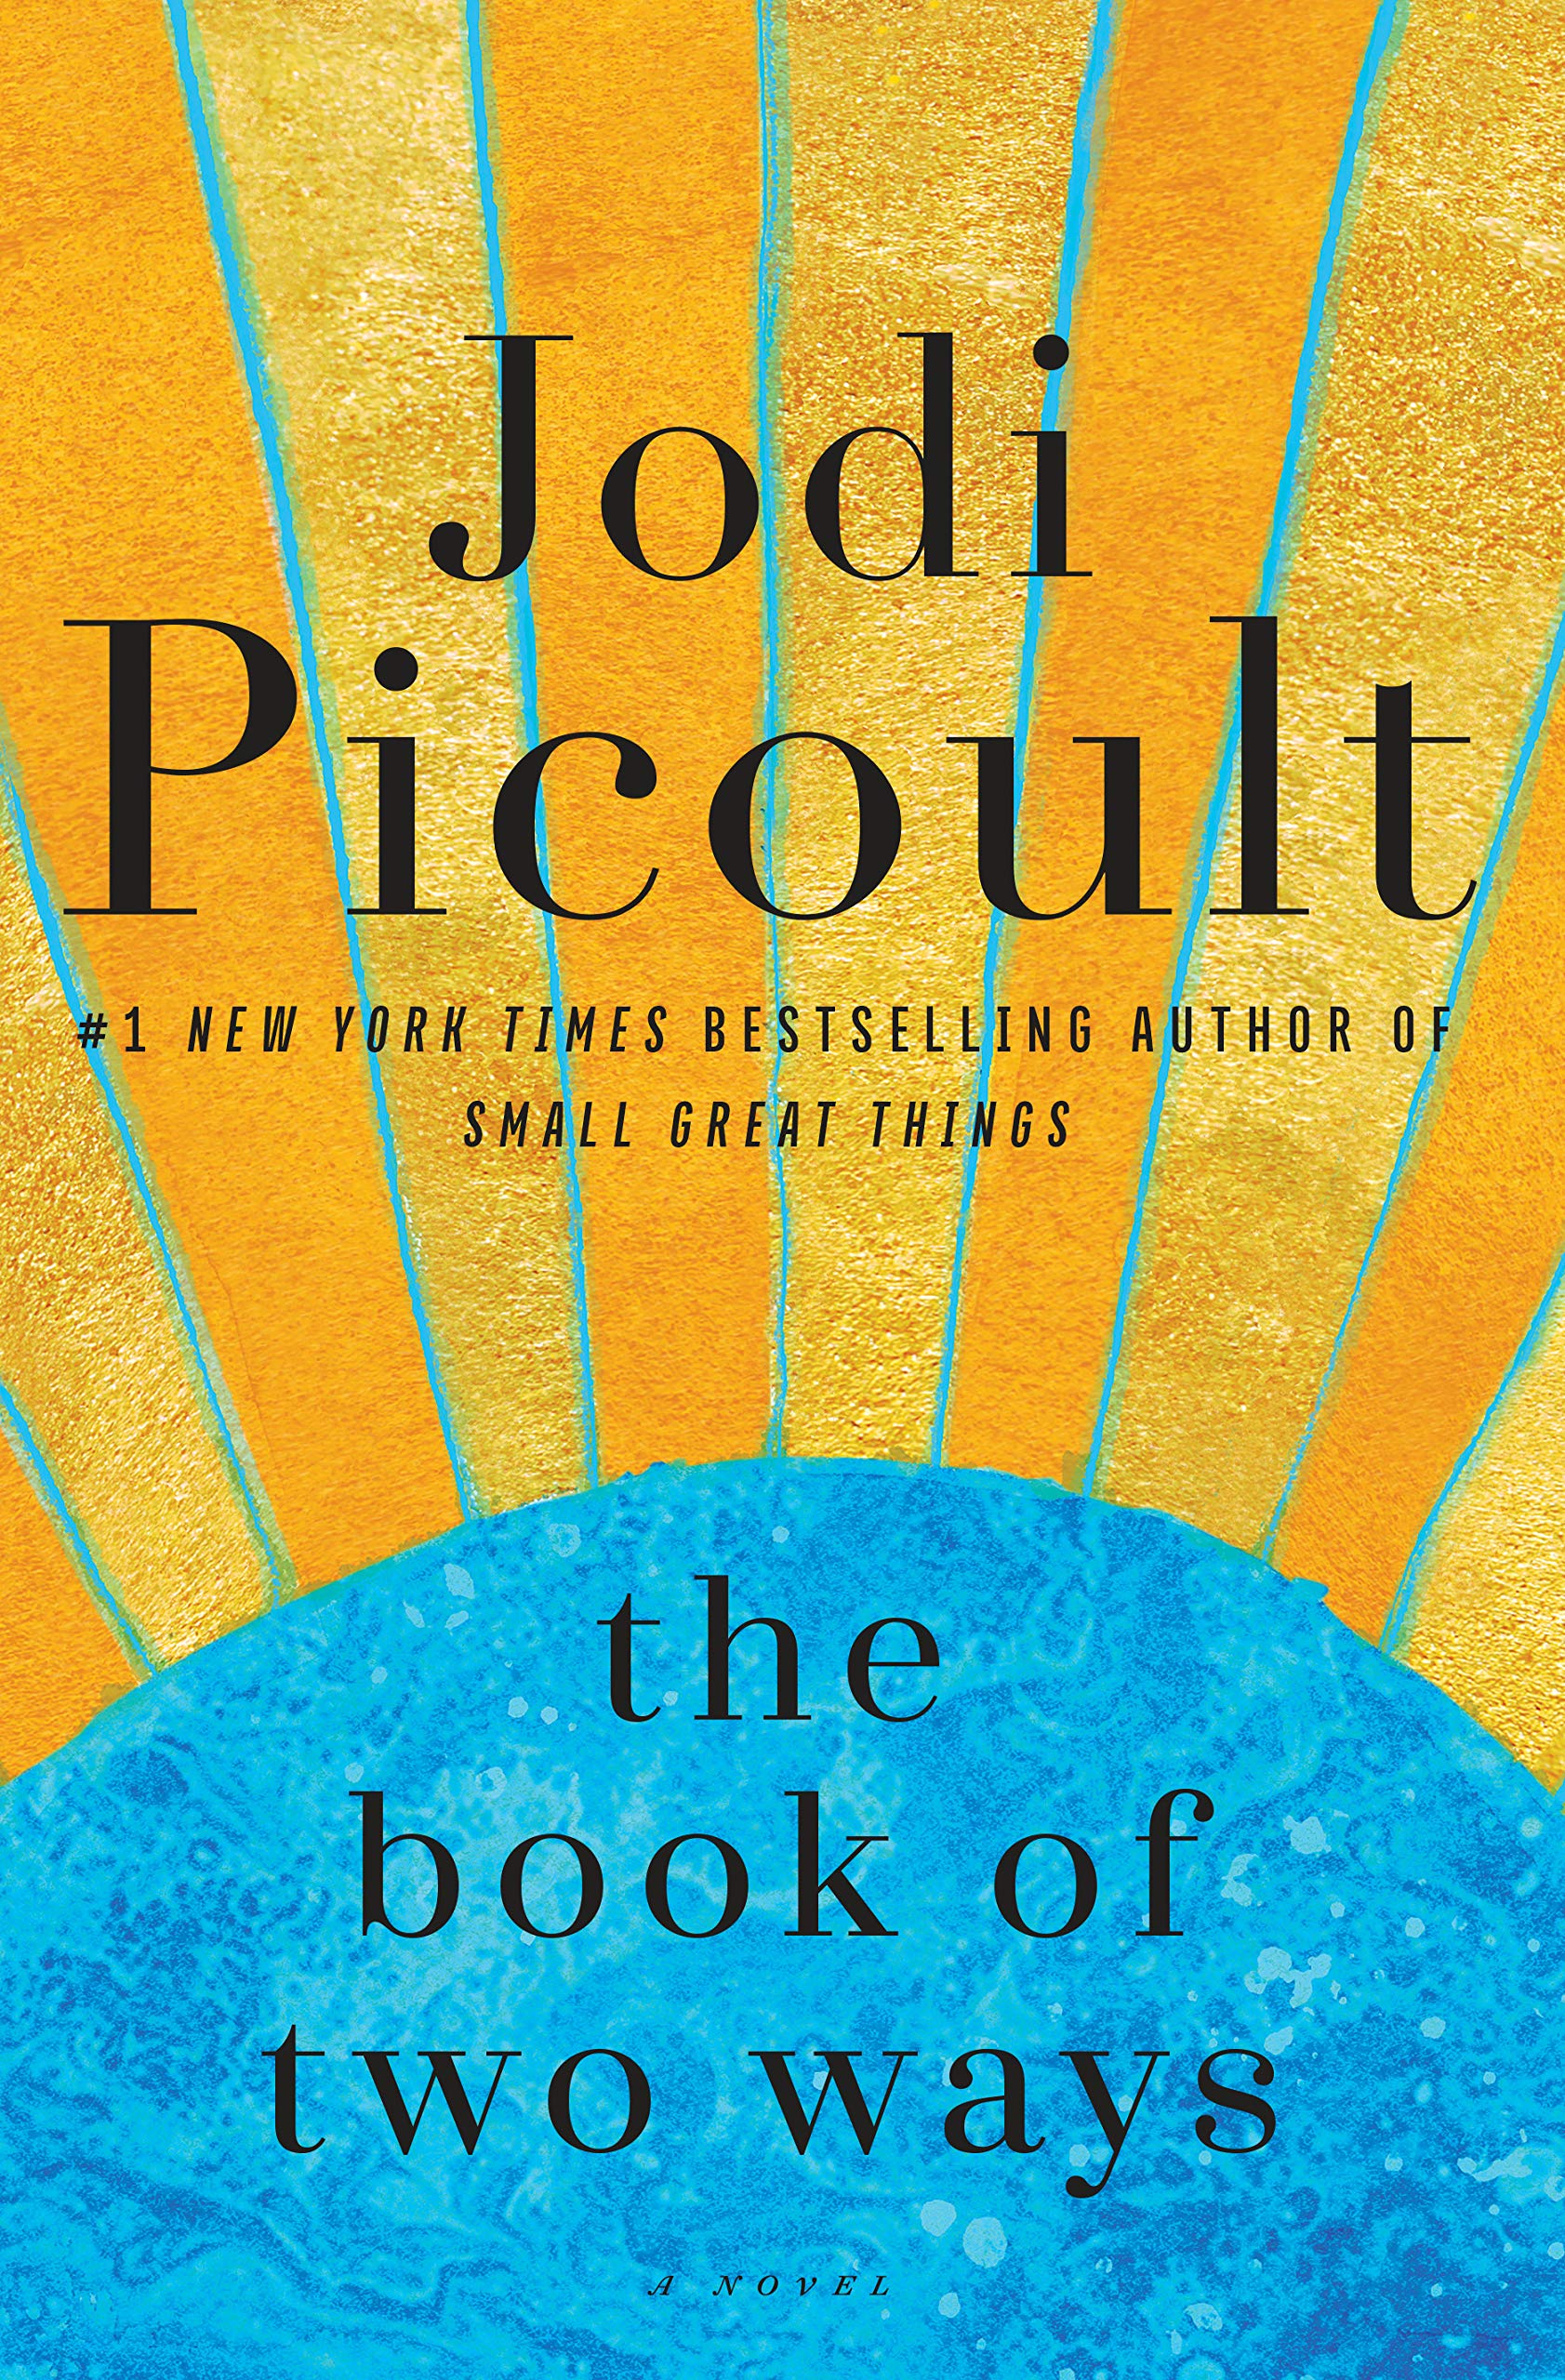 Jodi
Picoult
#1 NEW YORK TIMES BESTSELLING AUTHOR OF
SMALL GREAT THINGS
the
book of
two ways
A NOVEL